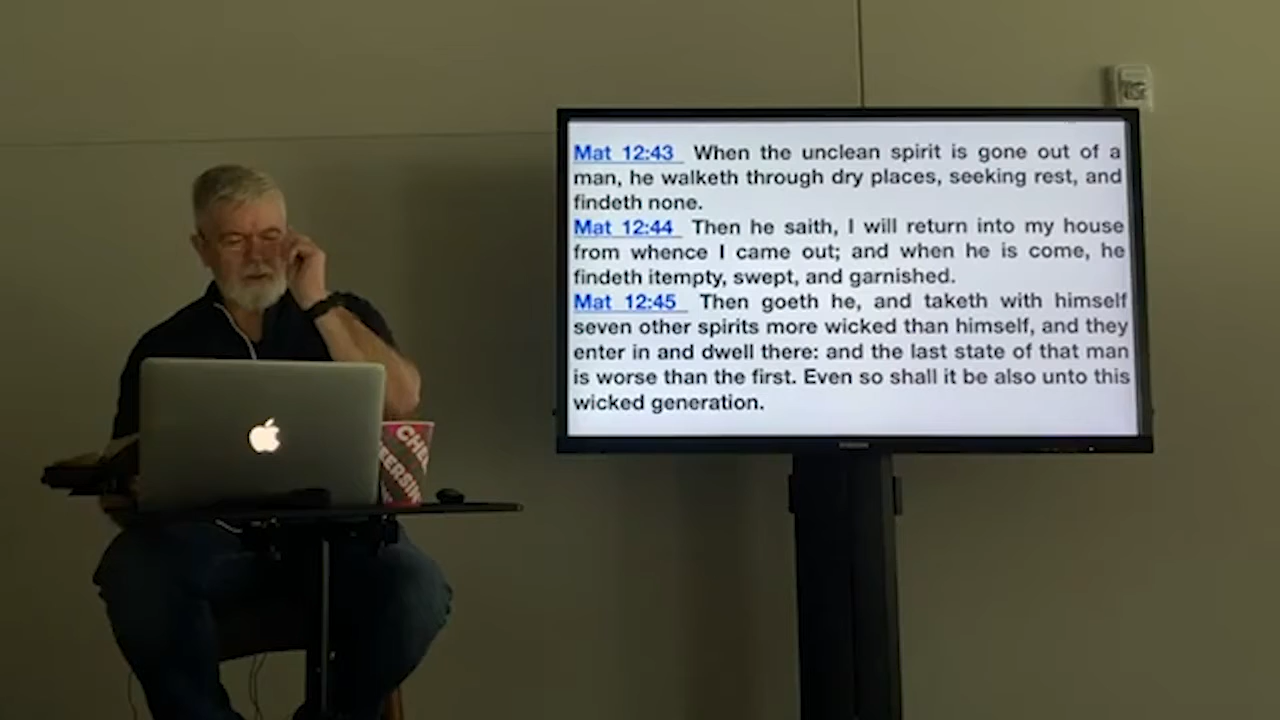 Mat 12:43 When the unclean spirit is gone out of a
man, he walketh through dry places, seeking rest, and
findeth none.
Mat 12:44 Then he saith, I will return into my house
from whence I came out; and when he is come, he
findeth itempty, swept, and garnished.
Mat 12:45 Then goeth he, and taketh with himself
seven other spirits more wicked than himself, and they
enter in and dwell there: and the last state of that man
is worse than the first. Even so shall it be also unto this
wicked generation.